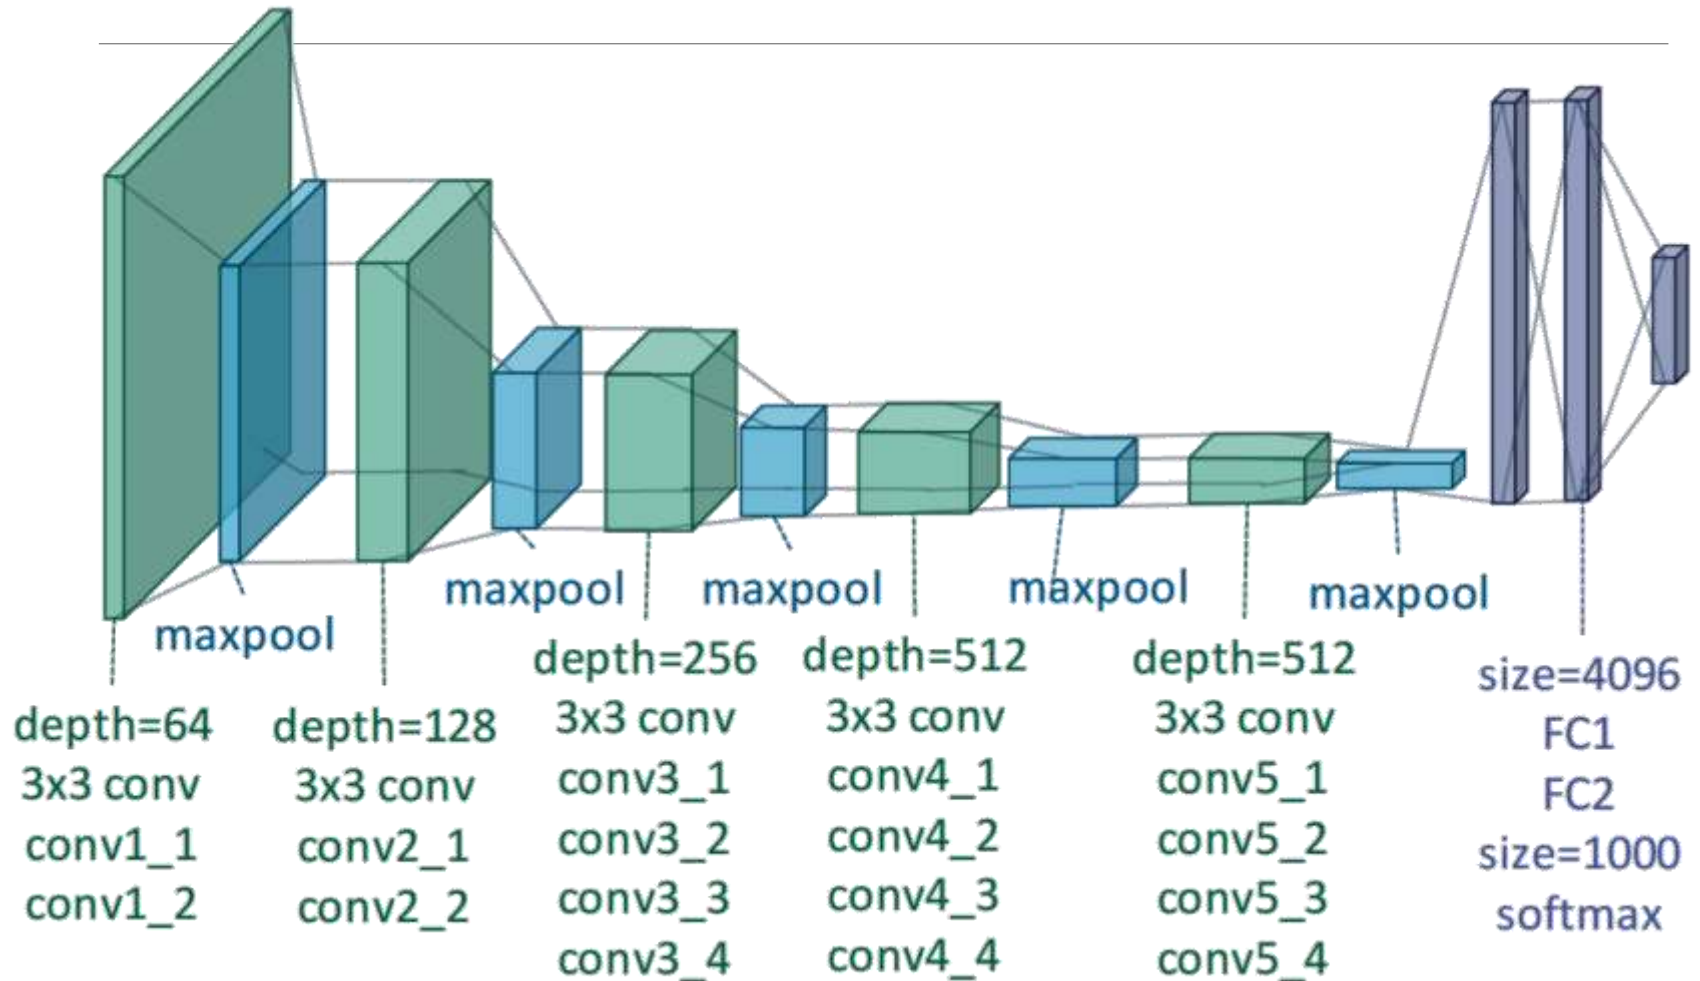 maxpool
maxpool
maxpool
maxpool
maxpool
depth=64
3x3 conv
conv1_1
conv1_2
depth=128
3x3 conv
conv2_1
conv2_2
depth=256
3x3 conv
conv3_1
conv3_2
conv3_3
conv3_4
depth=512
3x3 conv
conv4_1
conv4_2
conv4_3
conv4_4
depth=512
3x3 conv
conv5_1
conv5_2
conv5_3
conv5_4
size=4096
FC1
FC2
size=1000
softmax